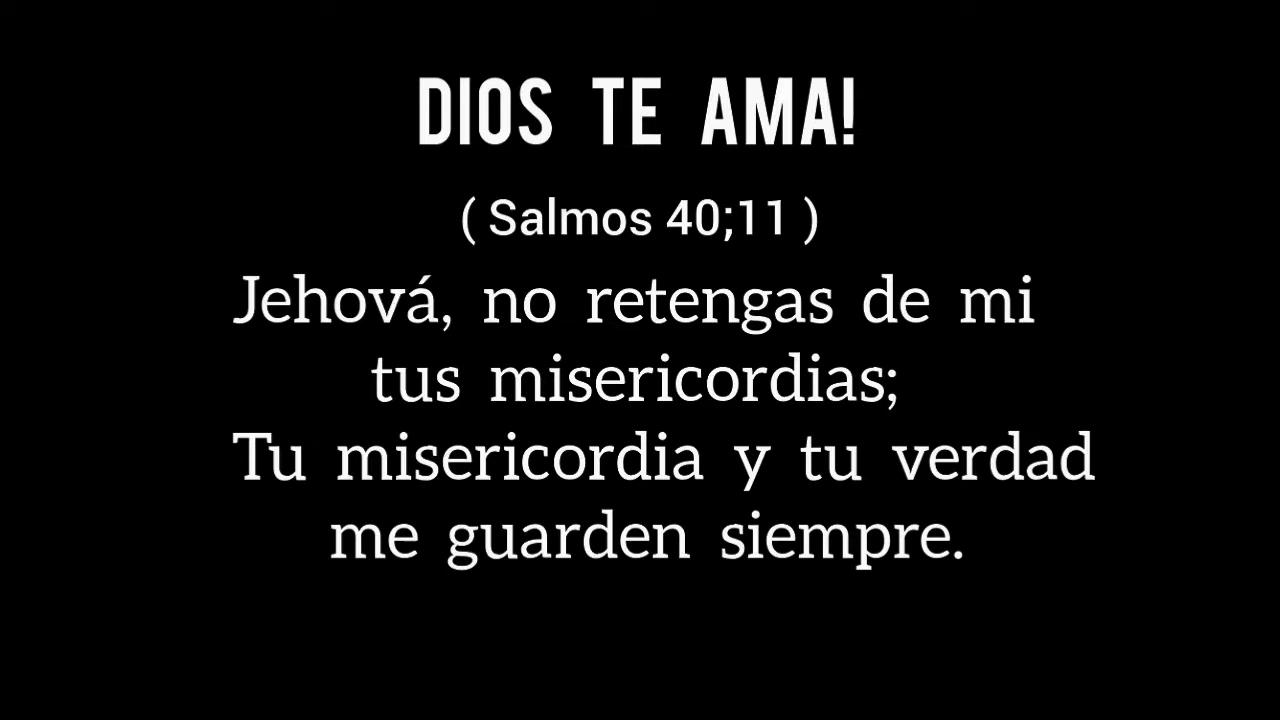 DIOS TE AMA!
( Salmos 40;11 )
Jehová, no retengas de mi
tus misericordias;
Tu misericordia y tu verdad
me guarden siempre.